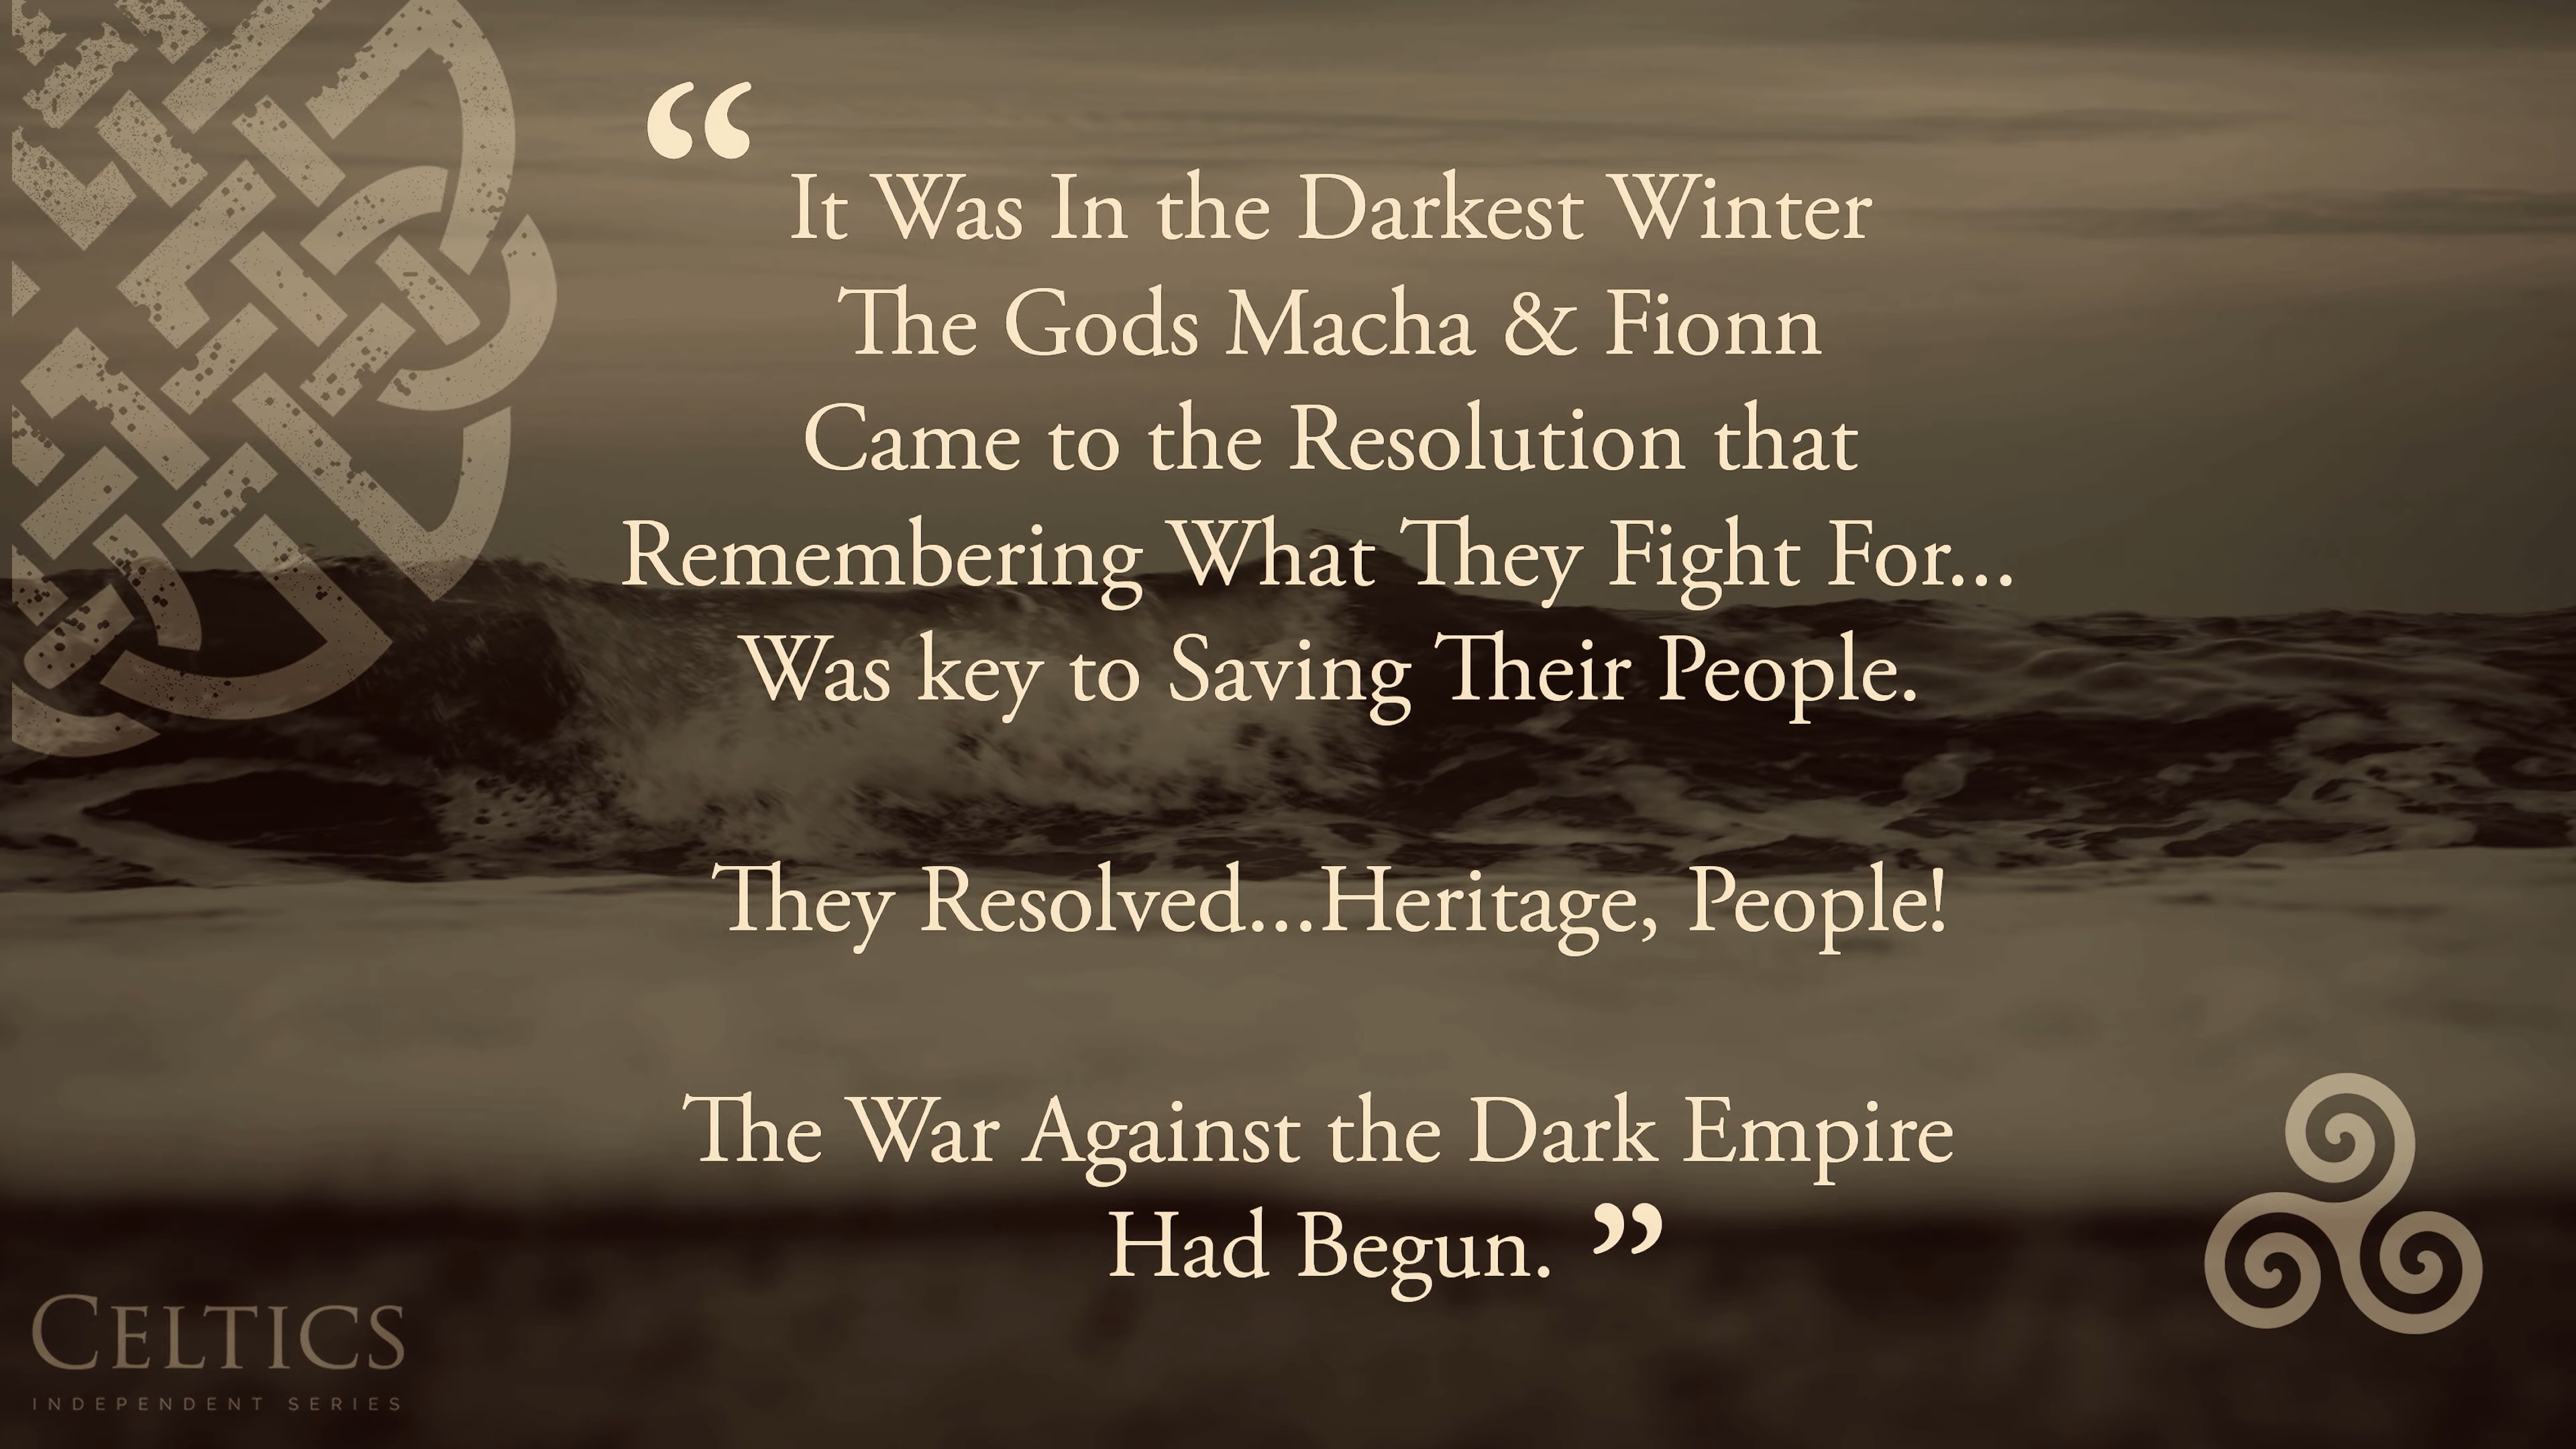 “
It Was In the Darkest Winter
The Gods Macha & Fionn
Came to the Resolution that
Remembering What They Fight For...
Was key to Saving Their People.
They Resolved...Heritage, People!
The War Against the Dark Empire
Had Begun. ”
CELTICS
INDEPENDENT SERIES